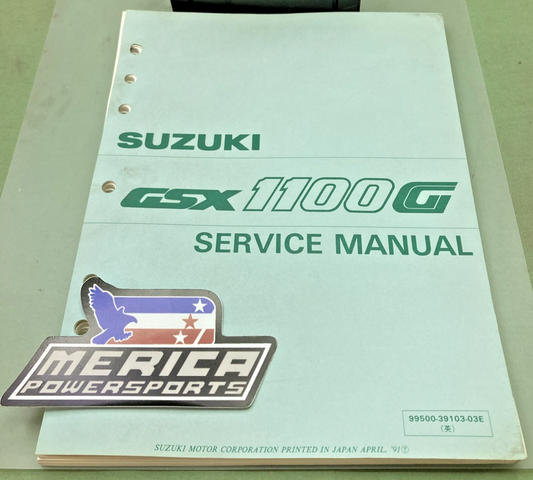 SUZUKI
GSX 1100 G
SERVICE MANUAL
MERICA
POWERSPORTS
99500-39103-03E
(英)
SUZUKI MOTOR CORPORATION PRINTED IN JAPAN APRIL, '91